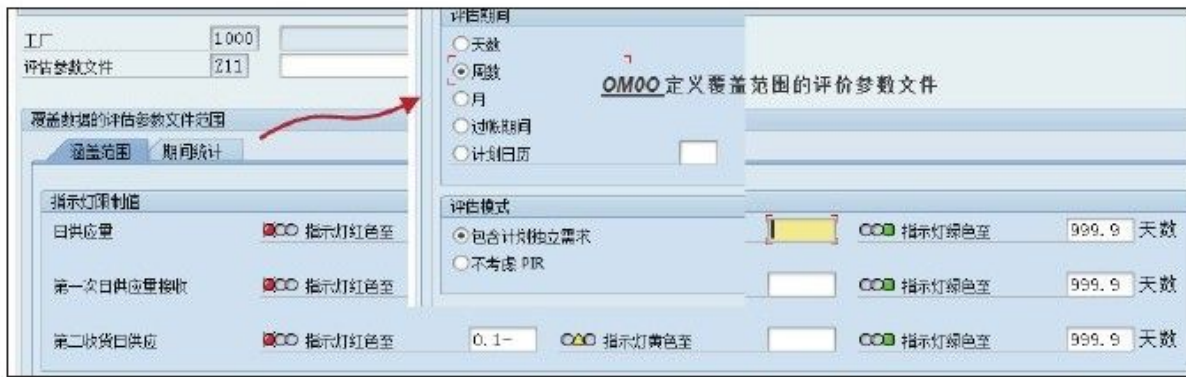 工厂 1000
评估参数文件 Z11
覆盖数据的评估参数文件范围
涵盖范围 期间统计
评估期间
天数
周数
月
过账期间
计划日历
OM0O 定义覆盖范围的评价参数文件
评估模式
包含计划独立需求
不考虑 PIR
指示灯限制值
日供应量 指示灯红色至 指示灯绿色至 999.9 天数
第一次日供应量接收 指示灯红色至 指示灯绿色至 999.9 天数
第二收货日供应 指示灯红色至 0.1- 指示灯黄色至 指示灯绿色至 999.9 天数